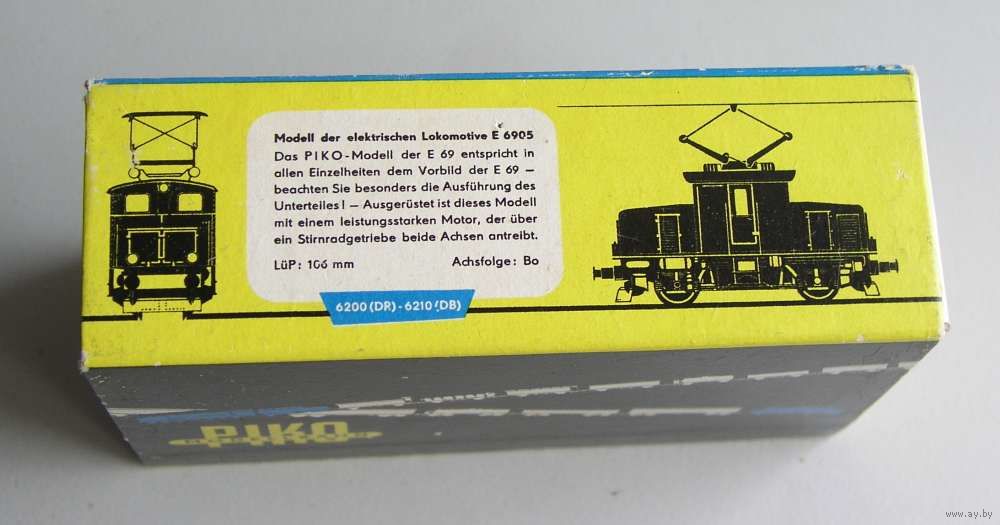 Modell der elektrischen Lokomotive E 6905
Das PIKO-Modell der E 69 entspricht in
allen Einzelheiten dem Vorbild der E 69 —
beachten Sie besonders die Ausführung des
Unterteiles! — Ausgerüstet ist dieses Modell
mit einem leistungsstarken Motor, der über
ein Stirnradgetriebe beide Achsen antreibt.
LüP: 106 mm Achsfolge: Bo
6200 (DR) - 6210 (DB)
PIKO
www.ay.by